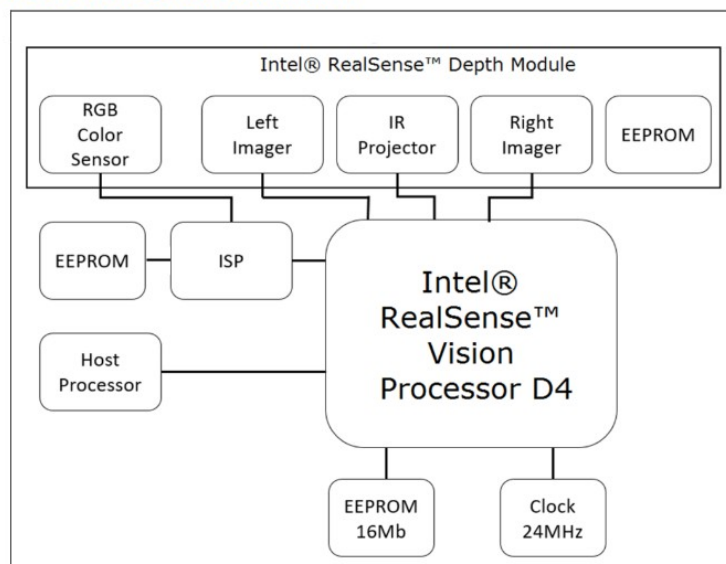 Intel® RealSense™ Depth Module
RGB
Color
Sensor
Left
Imager
IR
Projector
Right
Imager
EEPROM
EEPROM
ISP
Intel®
RealSense™
Vision
Processor D4
Host
Processor
EEPROM
16Mb
Clock
24MHz